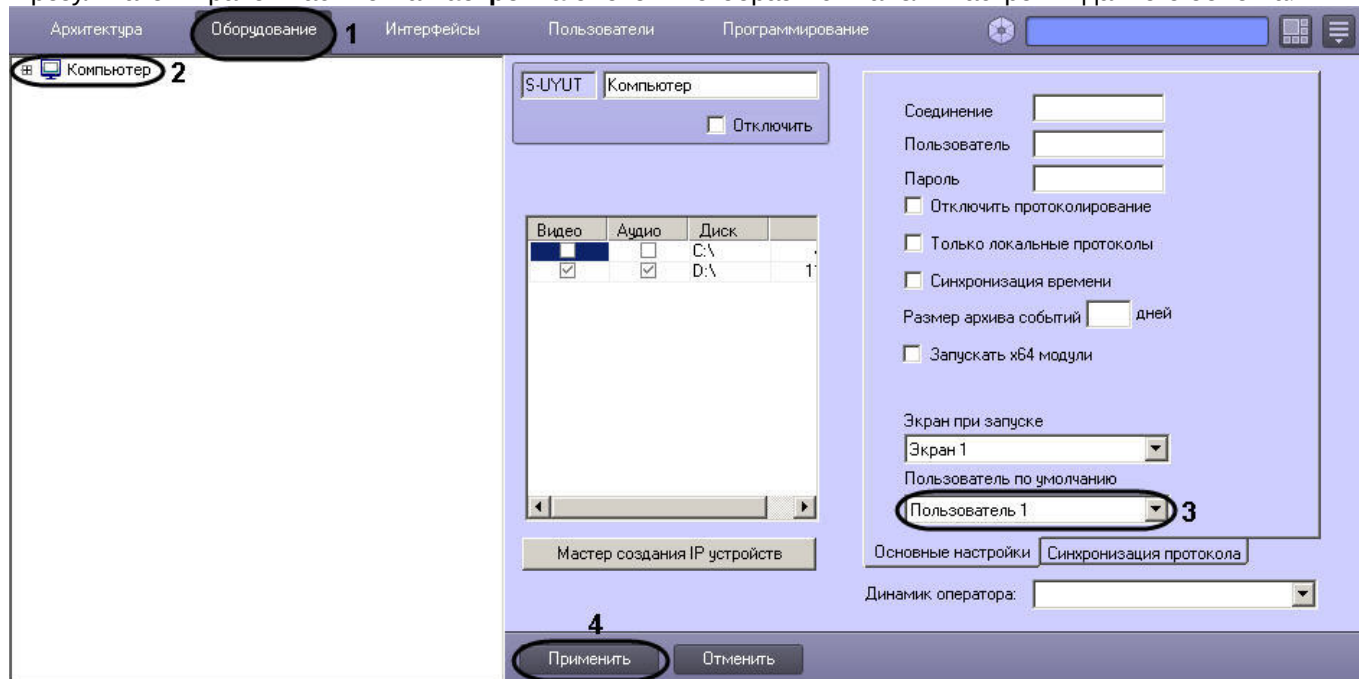 Архитектура Оборудование 1 Интерфейсы Пользователи Программирование
Компьютер 2
S-UYUT Компьютер
Отключить
Видео Аудио Диск
C:\
D:\ 1
Мастер создания IP устройств
Соединение
Пользователь
Пароль
Отключить протоколирование
Только локальные протоколы
Синхронизация времени
Размер архива событий дней
Запускать x64 модули
Экран при запуске
Экран 1
Пользователь по умолчанию
Пользователь 1 3
Основные настройки Синхронизация протокола
Динамик оператора:
4
Применить Отменить